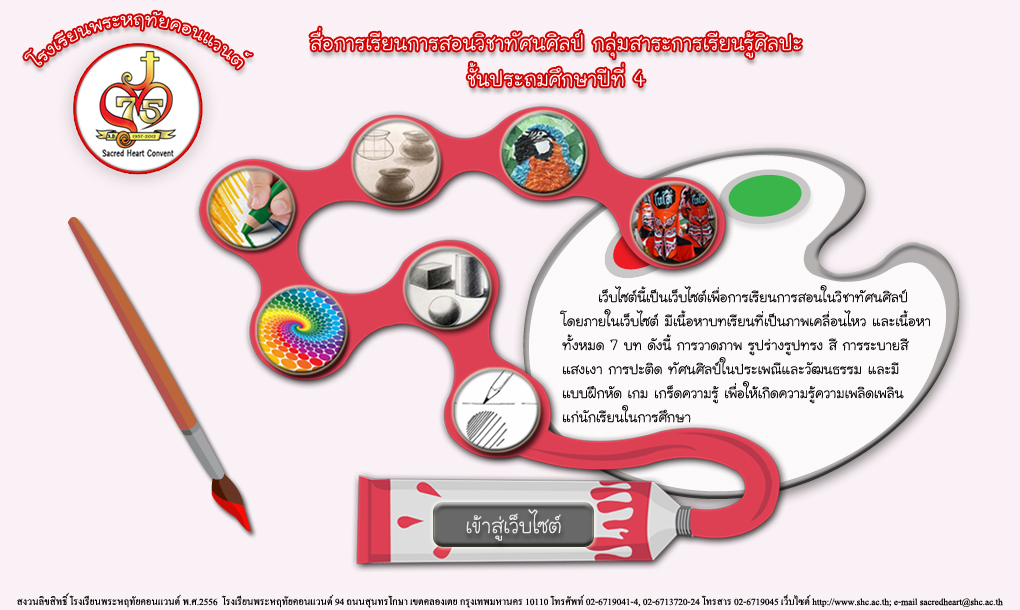 โรงเรียนพระหฤทัยคอนแวนต์
75
1937-2012
Sacred Heart Convent
สื่อการเรียนการสอนวิชาทัศนศิลป์ กลุ่มสาระการเรียนรู้ศิลปะ
ชั้นประถมศึกษาปีที่ 4
เว็บไซต์นี้เป็นเว็บไซต์เพื่อการเรียนการสอนในวิชาทัศนศิลป์
โดยภายในเว็บไซต์ มีเนื้อหาบทเรียนที่เป็นภาพเคลื่อนไหว และเนื้อหา
ทั้งหมด 7 บท ดังนี้ การวาดภาพ รูปร่างรูปทรง สี การระบายสี
แสงเงา การปะติด ทัศนศิลป์ในประเพณีและวัฒนธรรม และมี
แบบฝึกหัด เกม เกร็ดความรู้ เพื่อให้เกิดความรู้ความเพลิดเพลิน
แก่นักเรียนในการศึกษา
เข้าสู่เว็บไซต์
สงวนลิขสิทธิ์ โรงเรียนพระหฤทัยคอนแวนต์ พ.ศ.2556 โรงเรียนพระหฤทัยคอนแวนต์ 94 ถนนสุนทรโกษา เขตคลองเตย กรุงเทพมหานคร 10110 โทรศัพท์ 02-6719041-4, 02-6713720-24 โทรสาร 02-6719045 เว็บไซต์ http://www.shc.ac.th; e-mail sacredheart@shc.ac.th